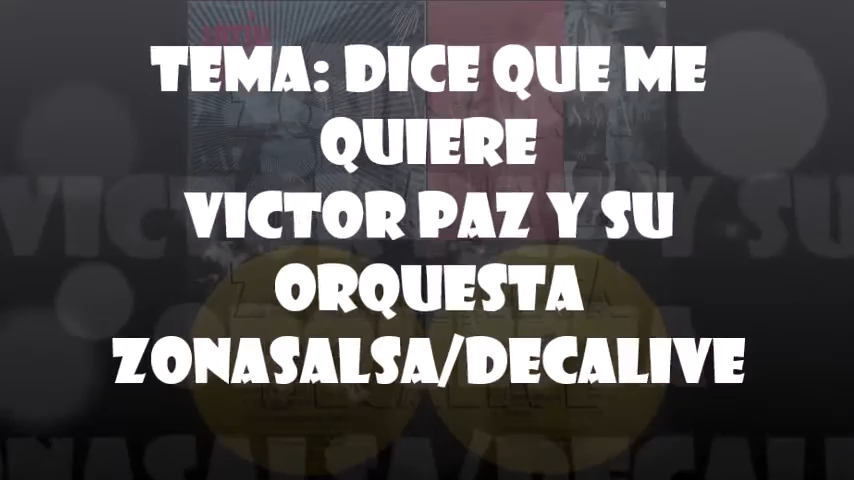 TEMA: DICE QUE ME
QUIERE
VICTOR PAZ Y SU
ORQUESTA
ZONASALSA/DECALIVE